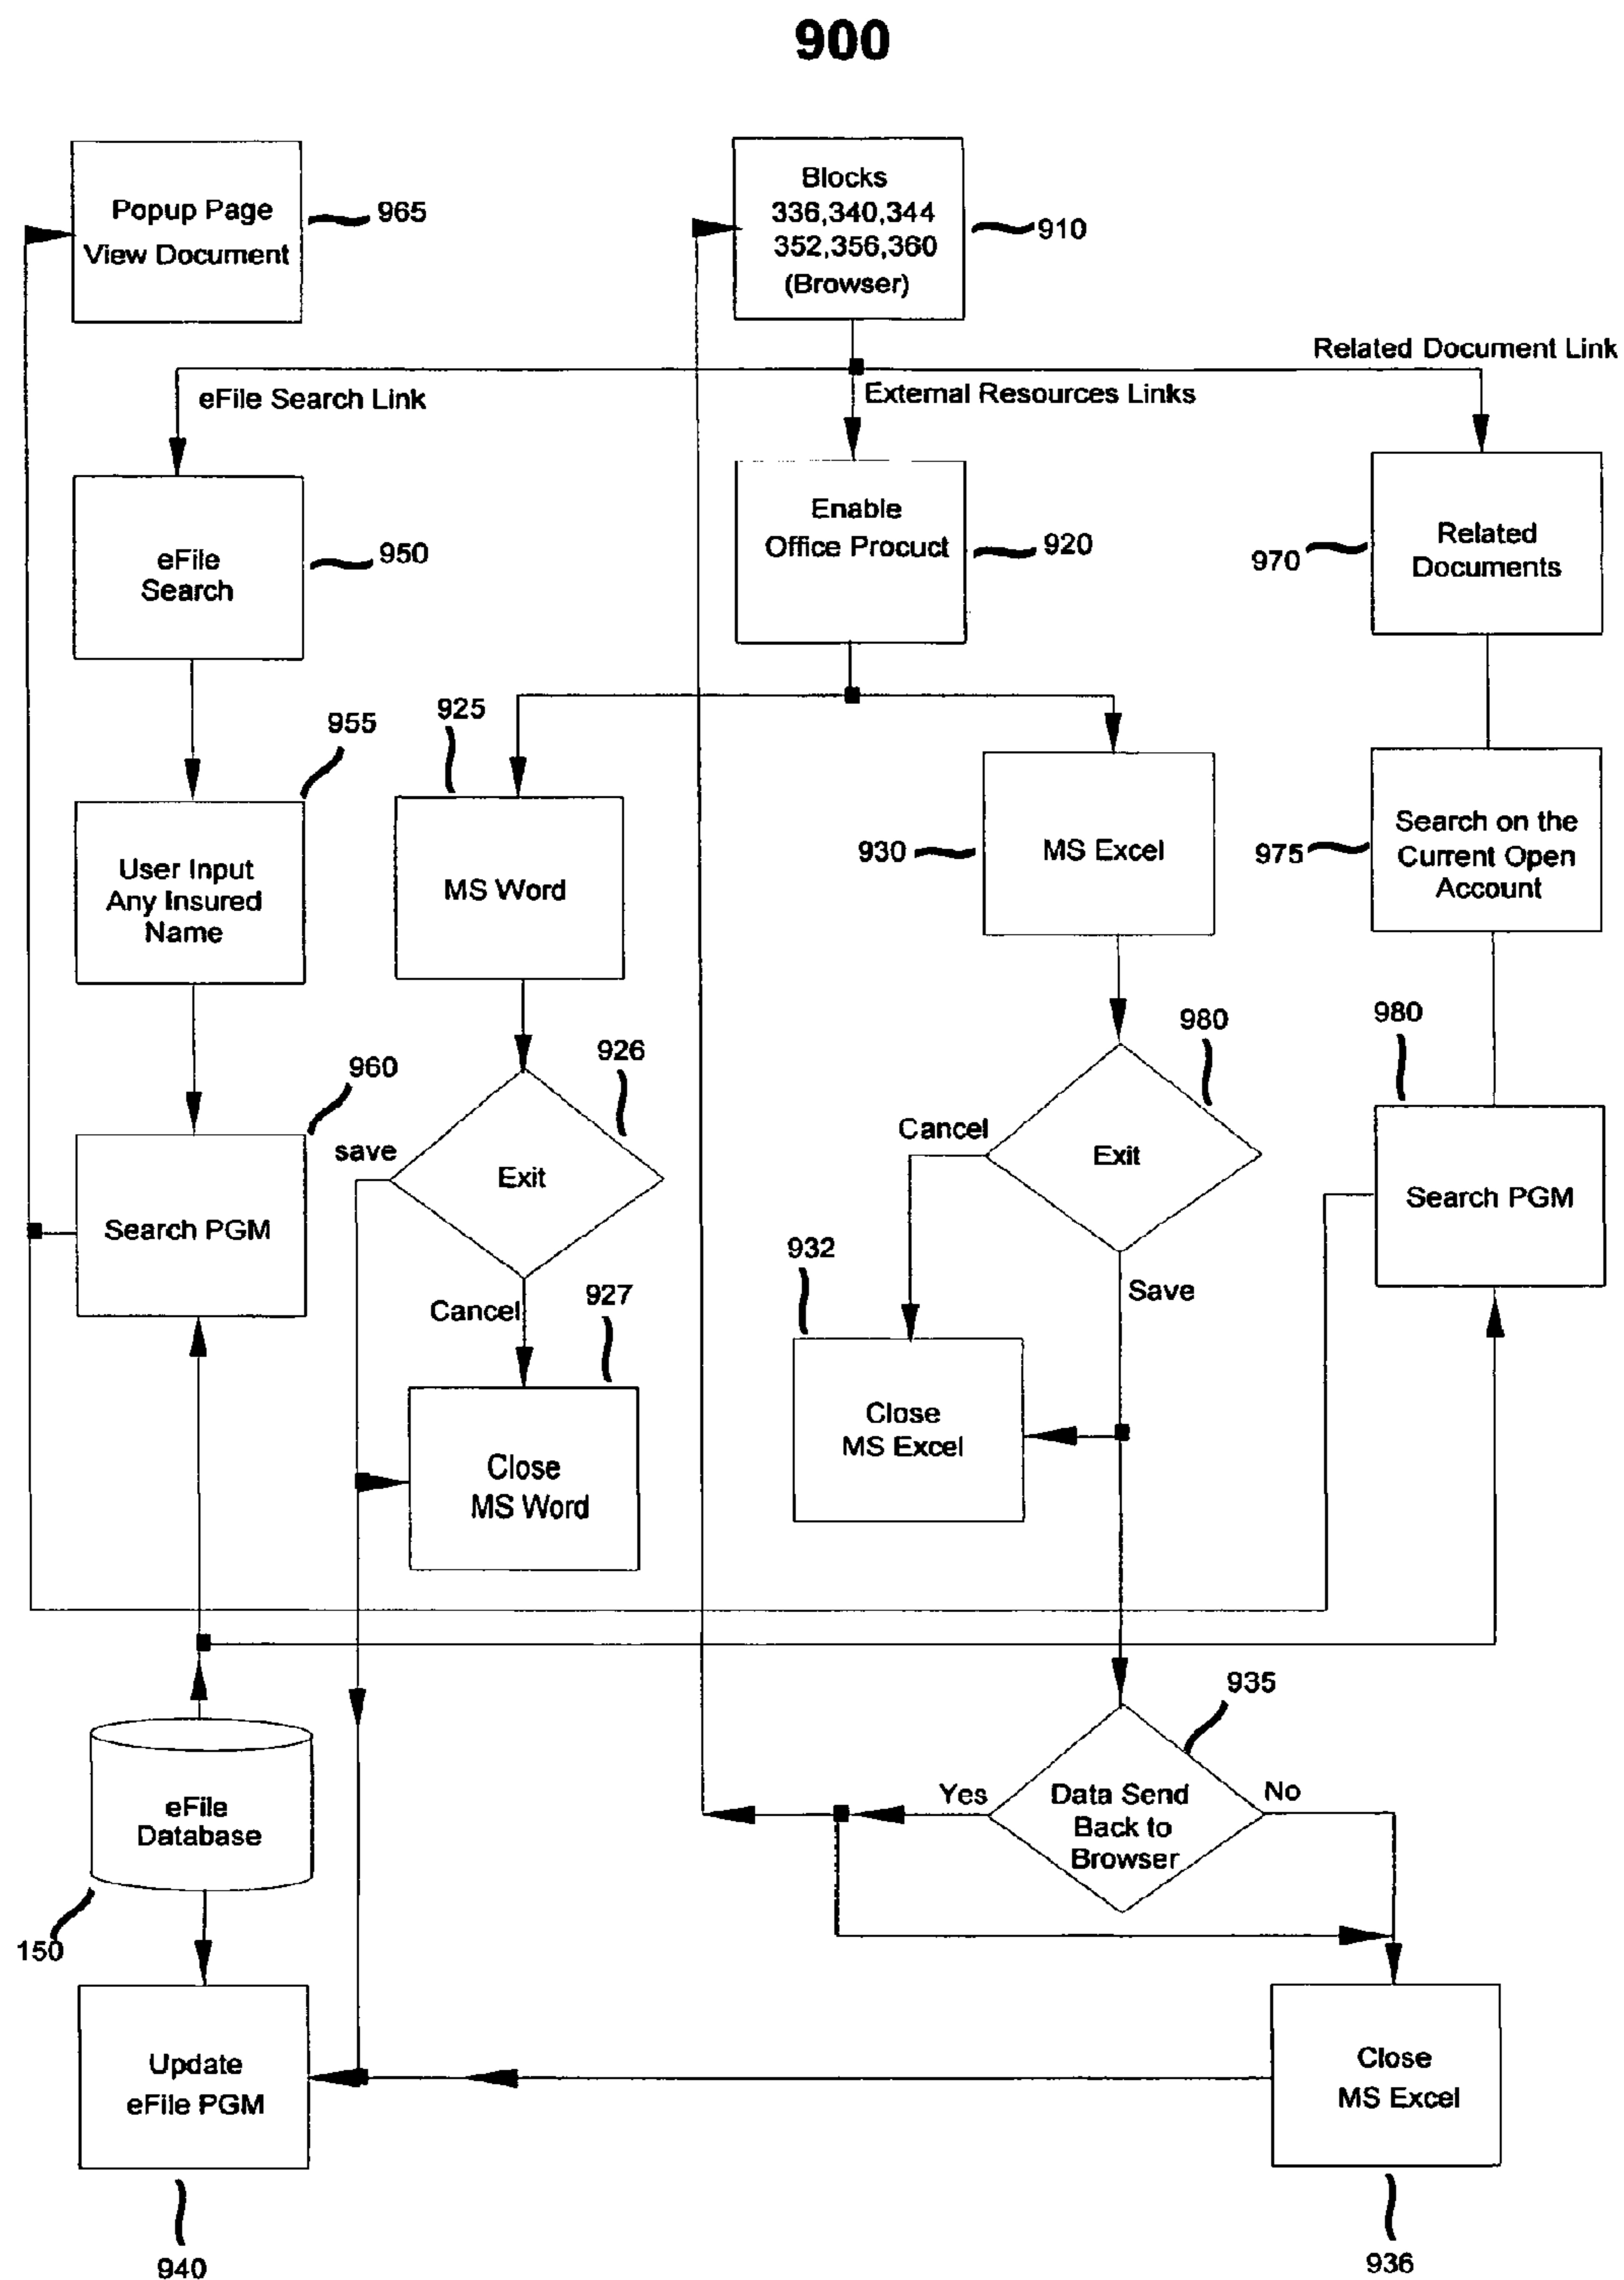 900
Popup Page
View Document
965
Blocks
336,340,344
352,356,360
(Browser)
910
Related Document Link
eFile Search Link
External Resources Links
eFile
Search
950
Enable
Office Procuct
920
970
Related
Documents
955
925
User Input
Any Insured
Name
MS Word
930
MS Excel
975
Search on the
Current Open
Account
960
926
980
980
save
Exit
Cancel
Exit
Search PGM
Search PGM
932
Save
Cancel
927
Close
MS Excel
Close
MS Word
935
eFile
Database
150
Yes
Data Send
Back to
Browser
No
Update
eFile PGM
Close
MS Excel
940
936